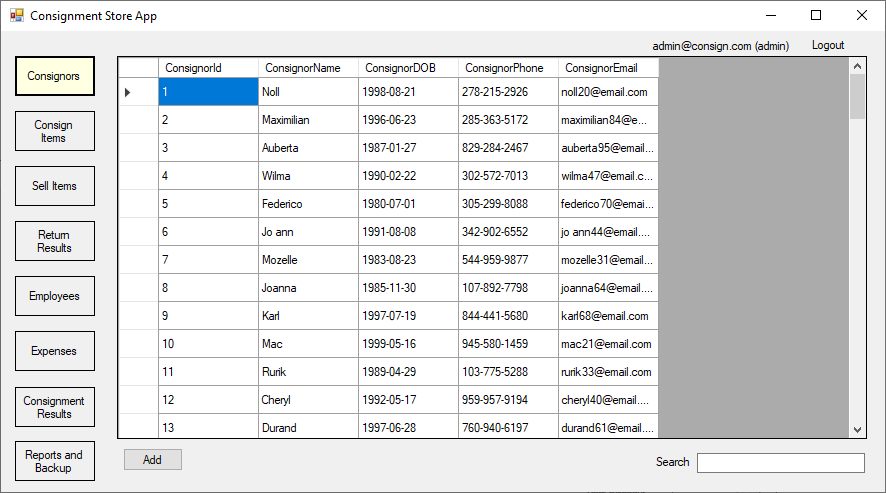 Consignment Store App
admin@consign.com (admin) Logout
Consignors
Consign
Items
Sell Items
Return
Results
Employees
Expenses
Consignment
Results
Reports and
Backup
ConsignorId ConsignorName ConsignorDOB ConsignorPhone ConsignorEmail
1 Noll 1998-08-21 278-215-2926 noll20@email.com
2 Maximilian 1996-06-23 285-363-5172 maximilian84@e...
3 Auberta 1987-01-27 829-284-2467 auberta95@email...
4 Wilma 1990-02-22 302-572-7013 wilma47@email.c...
5 Federico 1980-07-01 305-299-8088 federico70@emai...
6 Jo ann 1991-08-08 342-902-6552 jo ann44@email....
7 Mozelle 1983-08-23 544-959-9877 mozelle31@email....
8 Joanna 1985-11-30 107-892-7798 joanna64@email....
9 Karl 1997-07-19 844-441-5680 karl68@email.com
10 Mac 1999-05-16 945-580-1459 mac21@email.com
11 Rurik 1989-04-29 103-775-5288 rurik33@email.com
12 Cheryl 1992-05-17 959-957-9194 cheryl40@email....
13 Durand 1997-06-28 760-940-6197 durand61@email....
Add Search